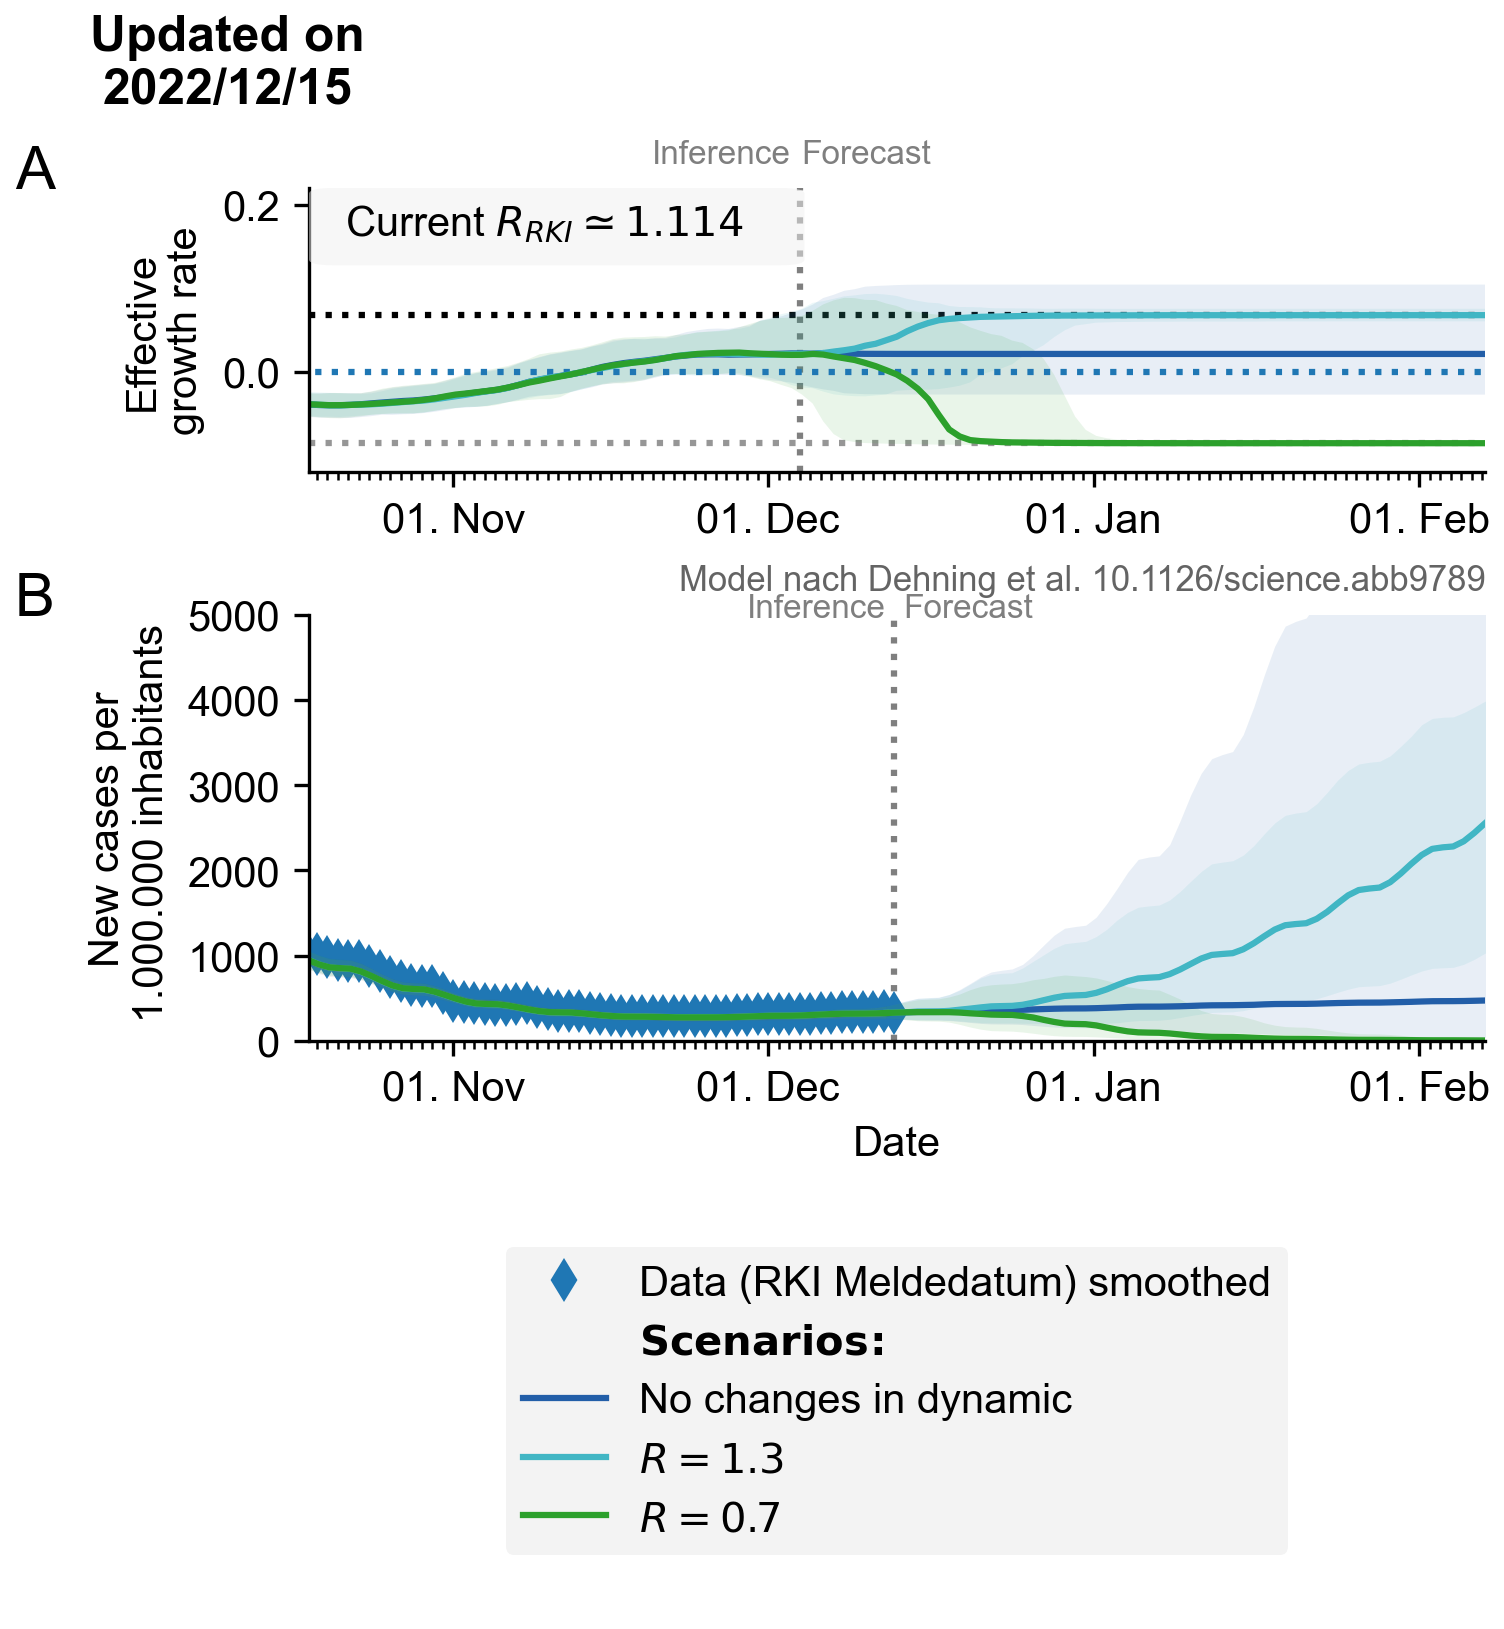 Updated on
2022/12/15
A
Inference Forecast
Current R_RKI ≃ 1.114
0.2
0.0
Effective
growth rate
01. Nov 01. Dec 01. Jan 01. Feb
B
Model nach Dehning et al. 10.1126/science.abb9789
Inference Forecast
5000
4000
3000
2000
1000
0
New cases per
1.000.000 inhabitants
01. Nov 01. Dec 01. Jan 01. Feb
Date
Data (RKI Meldedatum) smoothed
Scenarios:
No changes in dynamic
R = 1.3
R = 0.7